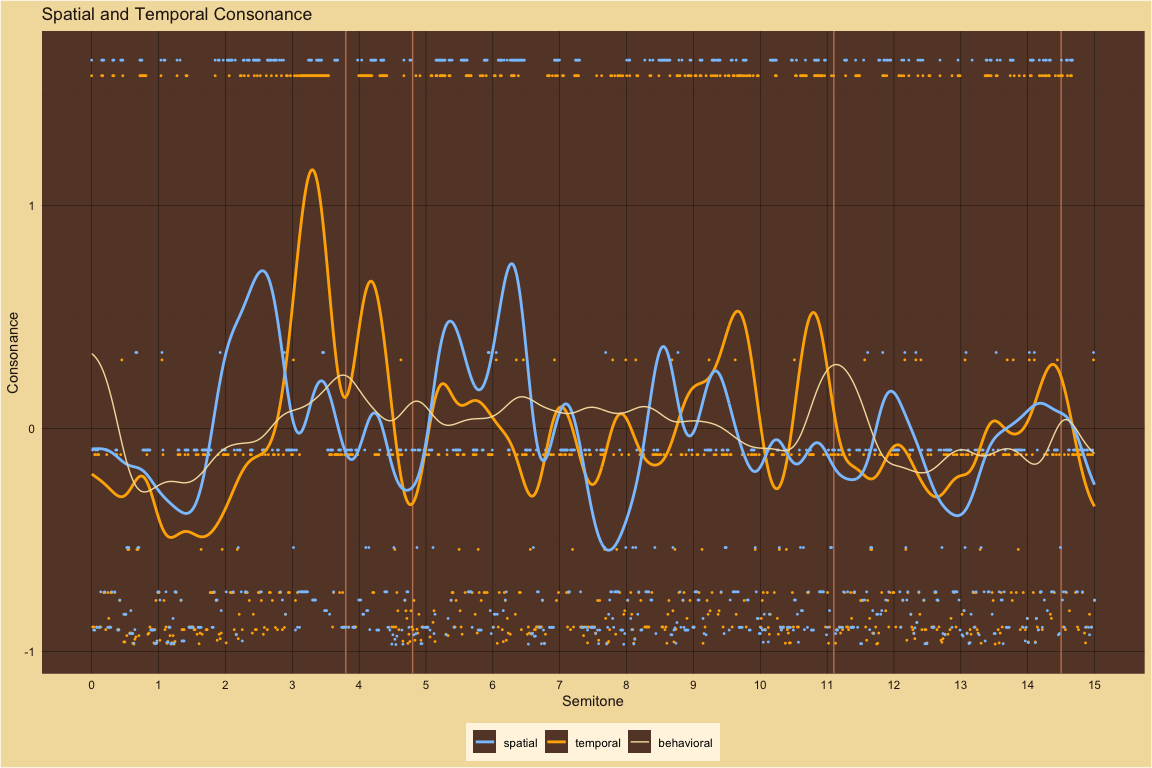 Spatial and Temporal Consonance
Consonance
1
0
-1
0 1 2 3 4 5 6 7 8 9 10 11 12 13 14 15
Semitone
spatial temporal behavioral